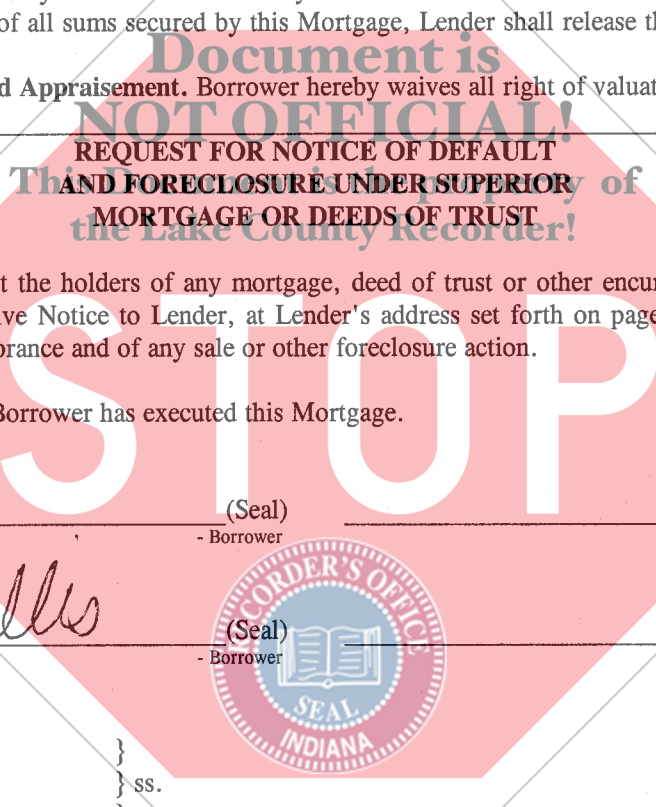 of all sums secured by this Mortgage, Lender shall release th
Document is
d Appraisement. Borrower hereby waives all right of valuat
NOT OFFICIAL!
REQUEST FOR NOTICE OF DEFAULT
This Document is the property of
AND FORECLOSURE UNDER SUPERIOR
MORTGAGE OR DEEDS OF TRUST
the Lake County Recorder!
t the holders of any mortgage, deed of trust or other encur
ive Notice to Lender, at Lender's address set forth on page
orance and of any sale or other foreclosure action.
STOP
Borrower has executed this Mortgage.
(Seal)
- Borrower
RECORDER'S OFFICE
(Seal)
- Borrower
SEAL
INDIANA
}
} ss.